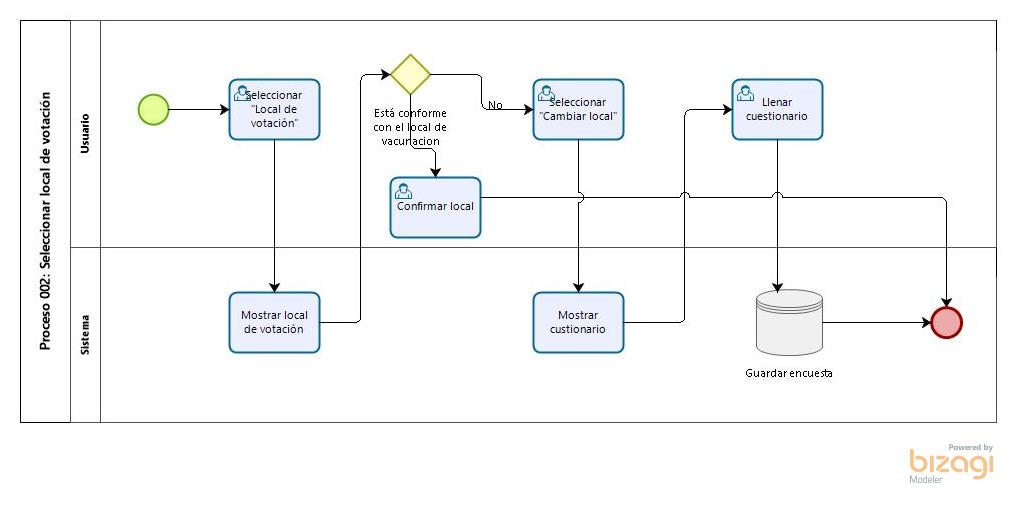 Proceso 002: Seleccionar local de votación
Usuario
Seleccionar
"Local de
votación"
Está conforme
con el local de
vacunacion
No
Seleccionar
"Cambiar local"
Llenar
cuestionario
Confirmar local
Sistema
Mostrar local
de votación
Mostrar
custionario
Guardar encuesta
Powered by
bizagi
Modeler